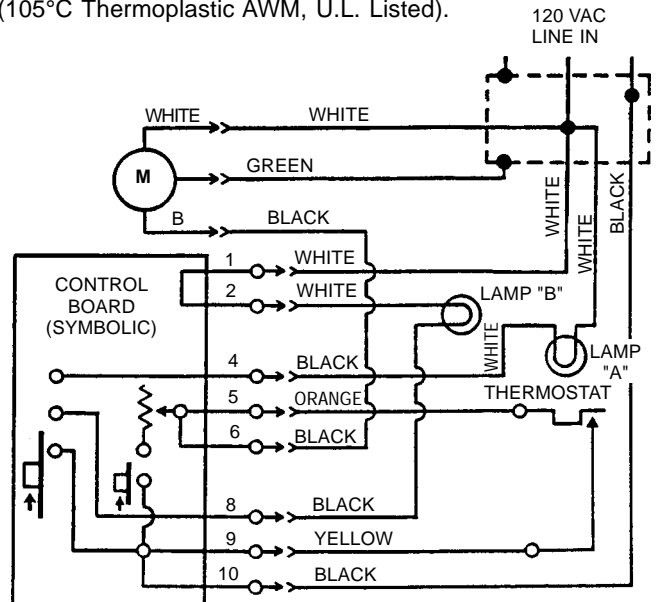 (105°C Thermoplastic AWM, U.L. Listed).
120 VAC
LINE IN
WHITE
WHITE
M
GREEN
B
BLACK
WHITE
WHITE
BLACK
CONTROL
BOARD
(SYMBOLIC)
1
WHITE
2
WHITE
LAMP "B"
4
BLACK
WHITE
LAMP
"A"
5
ORANGE
THERMOSTAT
6
BLACK
8
BLACK
9
YELLOW
10
BLACK